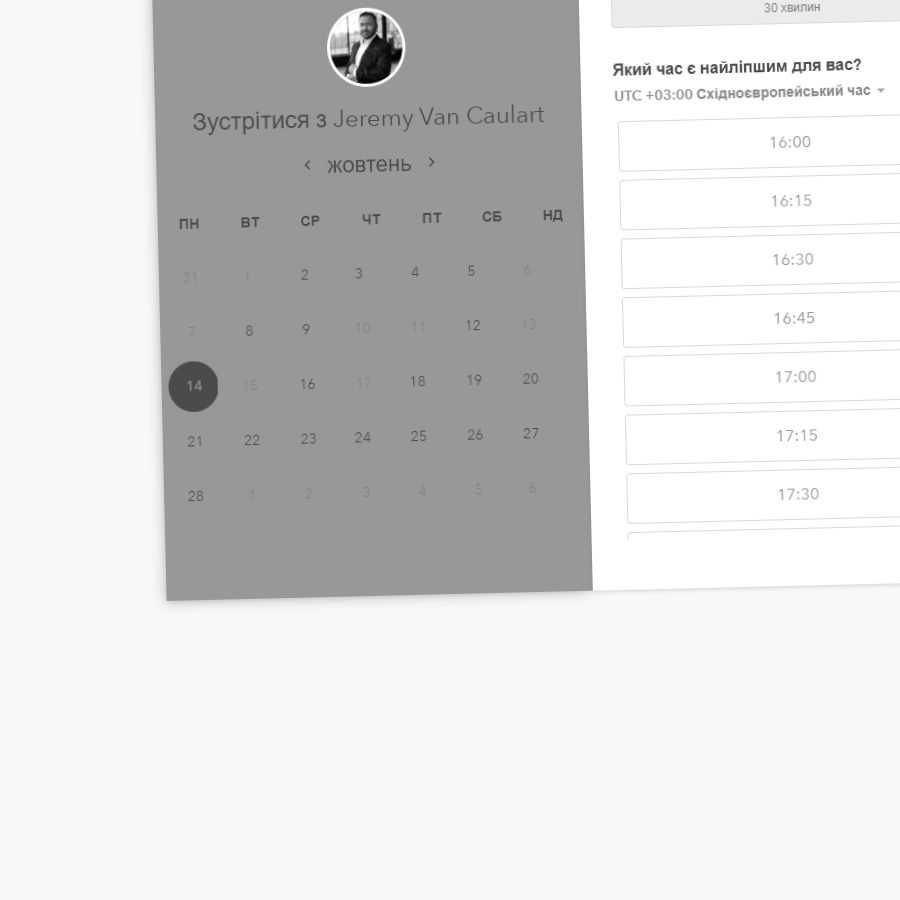 Зустрітися з Jeremy Van Caulart
жовтень
ПН ВТ СР ЧТ ПТ СБ НД
31 1 2 3 4 5 6
7 8 9 10 11 12 13
14 15 16 17 18 19 20
21 22 23 24 25 26 27
28 1 2 3 4 5 6
30 хвилин
Який час є найліпшим для вас?
UTC +03:00 Східноєвропейський час
16:00
16:15
16:30
16:45
17:00
17:15
17:30